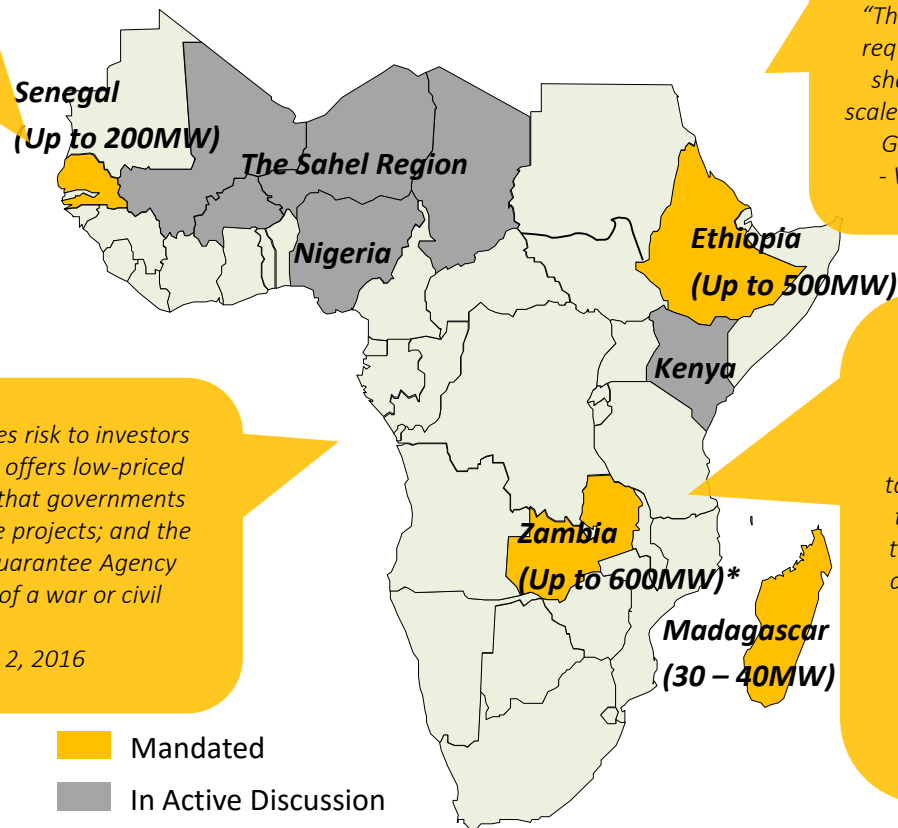 “Th
req
sha
scale
G
- V
Senegal
(Up to 200MW)
The Sahel Region
Nigeria
Ethiopia
(Up to 500MW)
Kenya
es risk to investors
offers low-priced
that governments
e projects; and the
uarantee Agency
of a war or civil
2, 2016
ta
t
t
a
Zambia
(Up to 600MW)*
Madagascar
(30 – 40MW)
Mandated
In Active Discussion